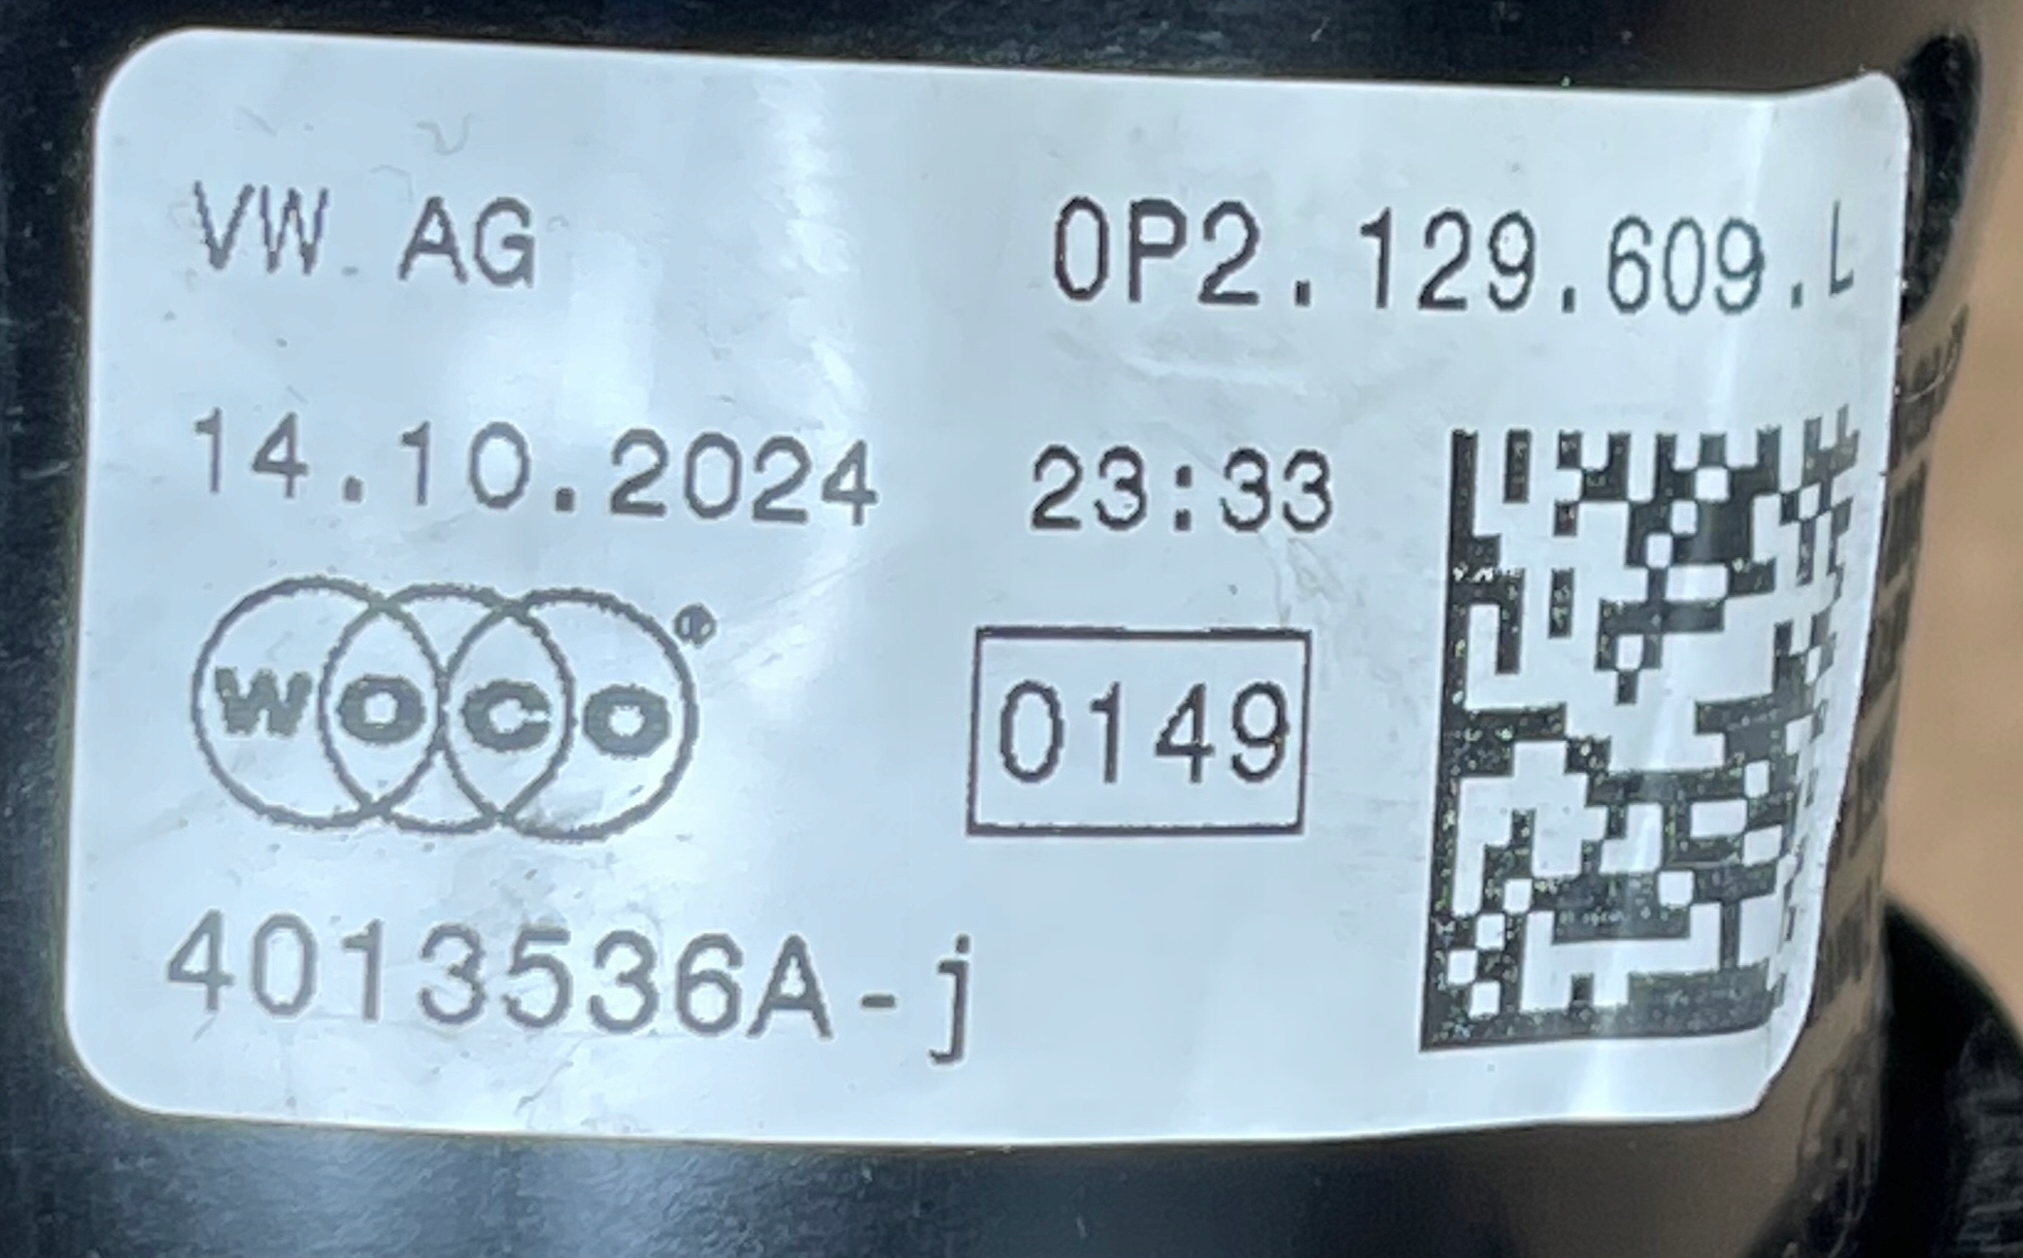 VW AG 0P2.129.609.L
14.10.2024 23:33
woco®
0149
4013536A-j